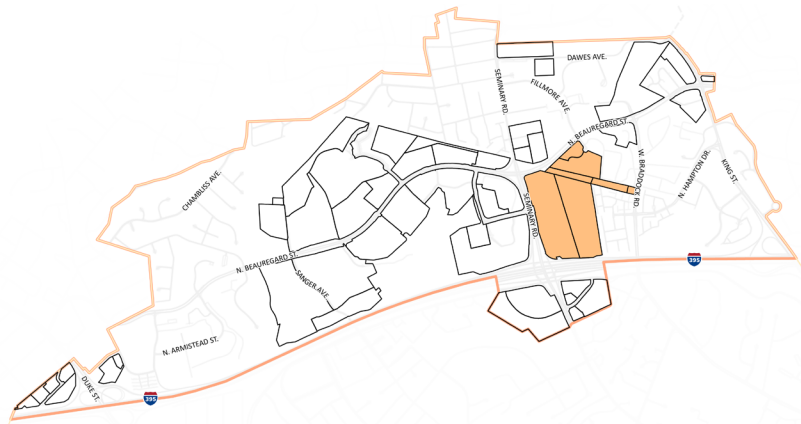 DAWES AVE.
SEMINARY RD.
FILLMORE AVE.
N. BEAUREGARD ST.
W. BRADDOCK RD.
N. HAMPTON DR.
KING ST.
CHAMBLISS AVE.
SEMINARY RD.
N. BEAUREGARD ST.
395
SANGER AVE.
N. ARMISTEAD ST.
DUKE ST.
395